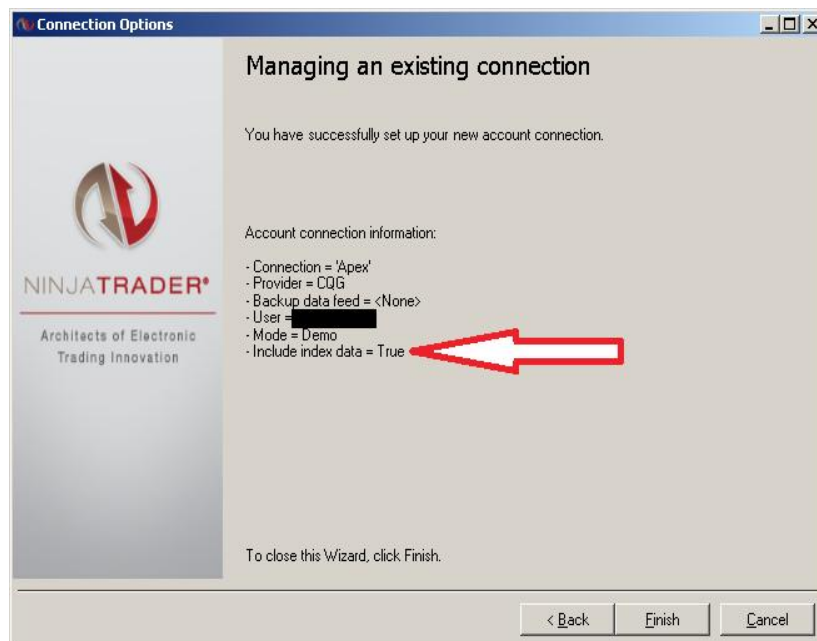 Connection Options
Managing an existing connection
You have successfully set up your new account connection.
Account connection information:
- Connection = 'Apex'
- Provider = CQG
- Backup data feed = <None>
- User =
- Mode = Demo
- Include index data = True
NINJATRADER®
Architects of Electronic
Trading Innovation
To close this Wizard, click Finish.
< Back
Finish
Cancel